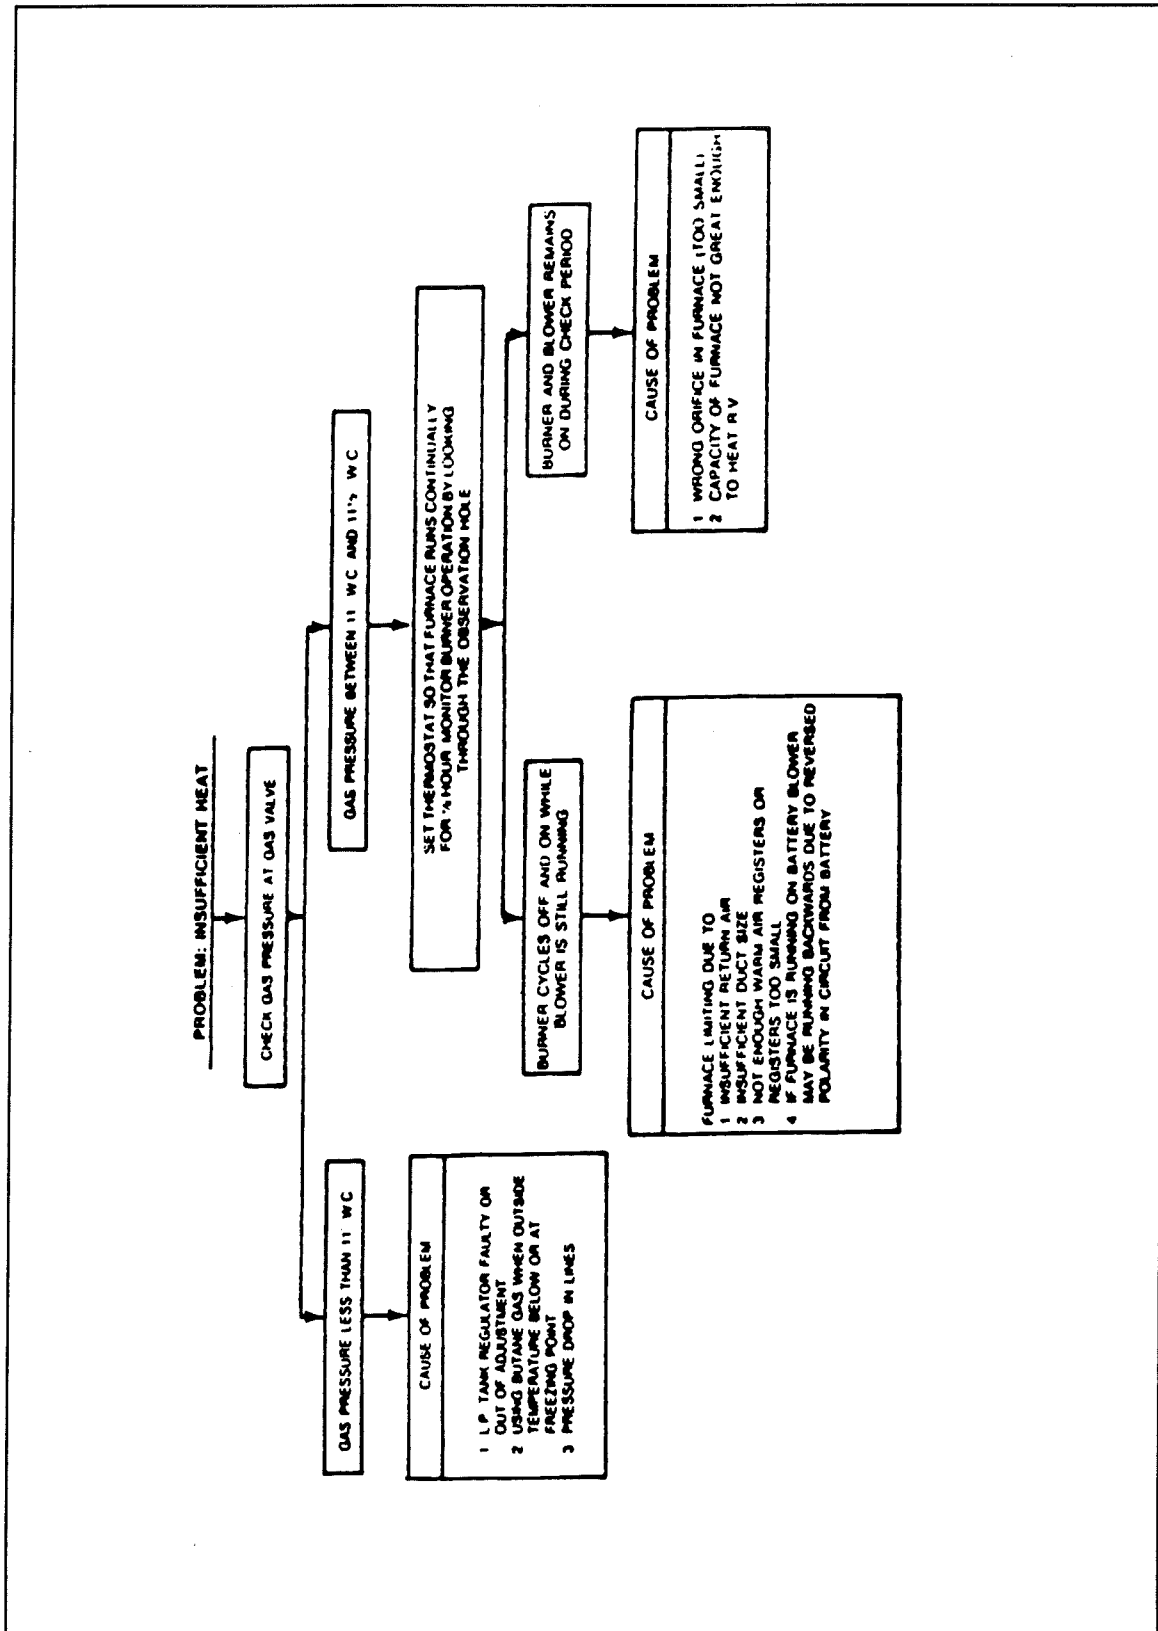 PROBLEM: INSUFFICIENT HEAT
CHECK GAS PRESSURE AT GAS VALVE
GAS PRESSURE LESS THAN 11" WC
CAUSE OF PROBLEM
1 L P TANK REGULATOR FAULTY OR
OUT OF ADJUSTMENT
2 USING BUTANE GAS WHEN OUTSIDE
TEMPERATURE BELOW OR AT
FREEZING POINT
3 PRESSURE DROP IN LINES
GAS PRESSURE BETWEEN 11" WC AND WC
SET THERMOSTAT SO THAT FURNACE RUNS CONTINUALLY
FOR HOUR MONITOR BURNER OPERATION BY LOOKING
THROUGH THE OBSERVATION HOLE
BURNER CYCLES OFF AND ON WHILE
BLOWER IS STILL RUNNING
CAUSE OF PROBLEM
FURNACE LIMITING DUE TO
1 INSUFFICIENT RETURN AIR
2 INSUFFICIENT DUCT SIZE
3 NOT ENOUGH WARM AIR REGISTERS OR
REGISTERS TOO SMALL
4 IF FURNACE IS RUNNING ON BATTERY BLOWER
MAY BE RUNNING BACKWARDS DUE TO REVERSED
POLARITY IN CIRCUIT FROM BATTERY
BURNER AND BLOWER REMAINS
ON DURING CHECK PERIOD
CAUSE OF PROBLEM
1 WRONG ORIFICE IN FURNACE (TOO SMALL)
2 CAPACITY OF FURNACE NOT GREAT ENOUGH
TO HEAT RV